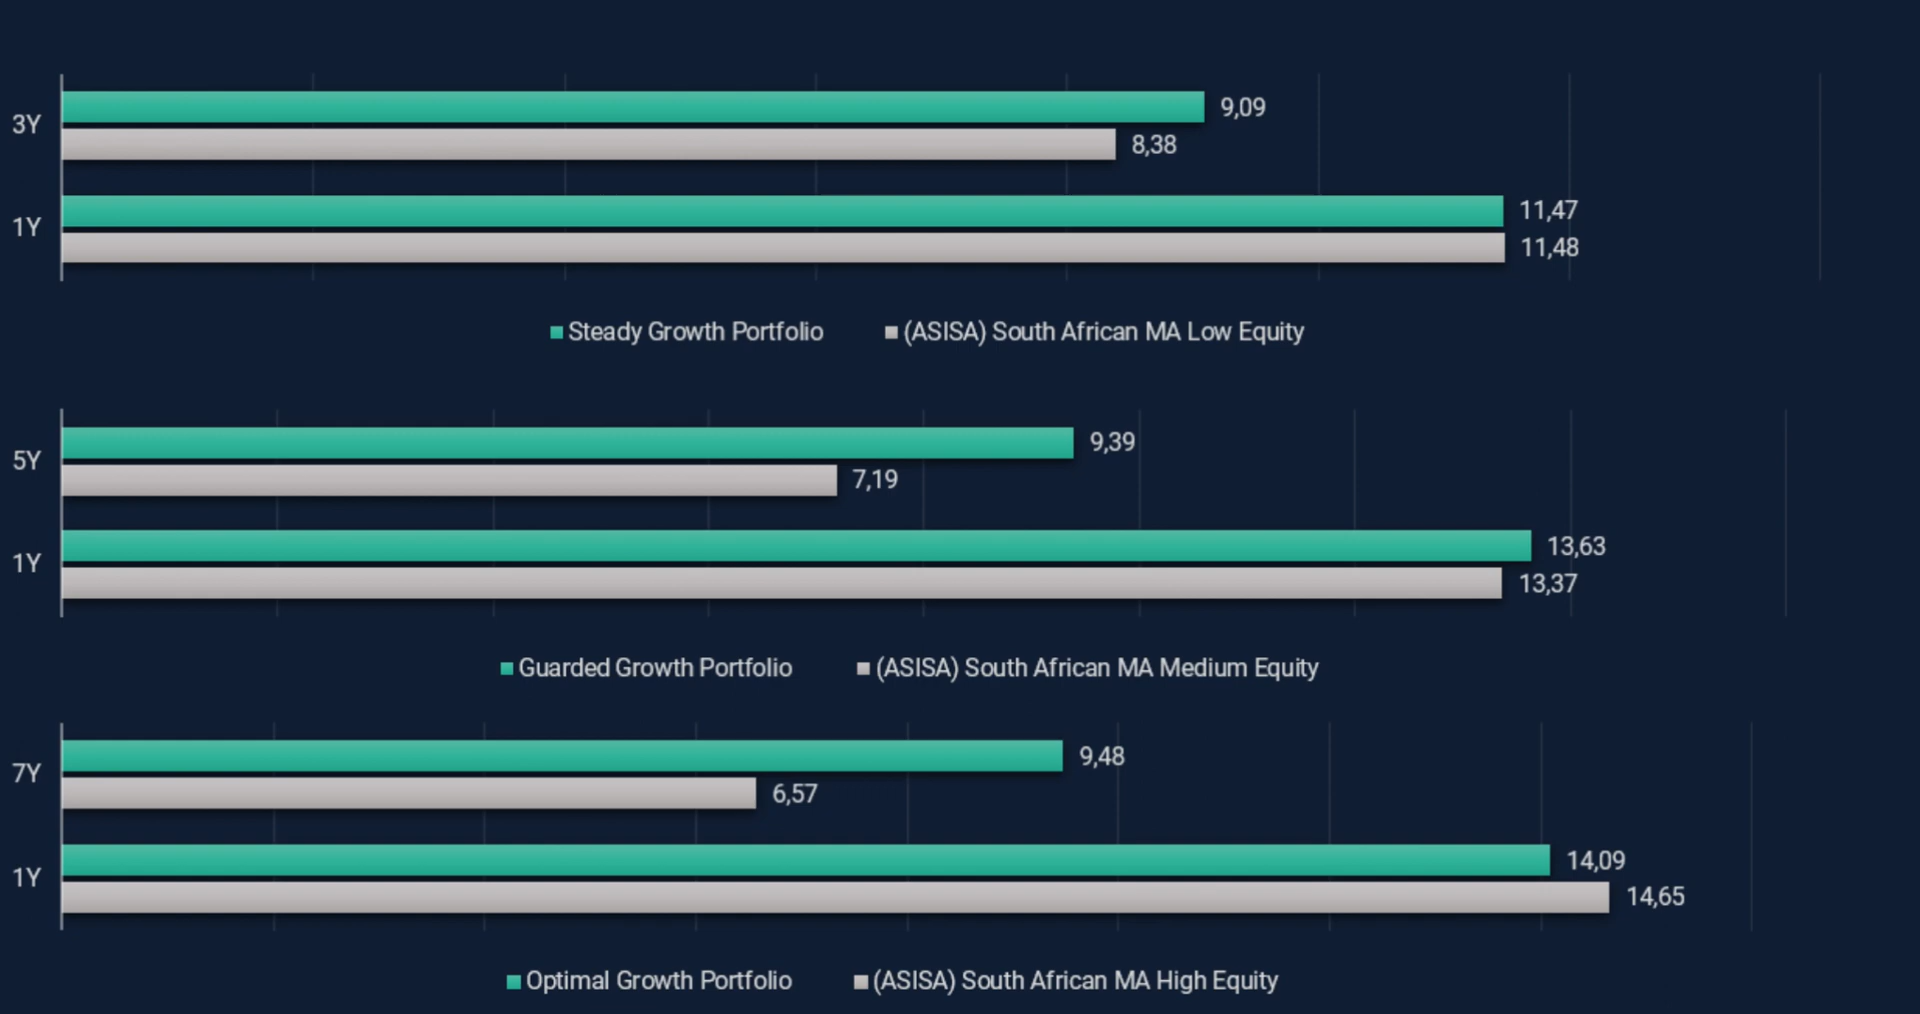 3Y
9,09
8,38
1Y
11,47
11,48
Steady Growth Portfolio (ASISA) South African MA Low Equity
5Y
9,39
7,19
1Y
13,63
13,37
Guarded Growth Portfolio (ASISA) South African MA Medium Equity
7Y
9,48
6,57
1Y
14,09
14,65
Optimal Growth Portfolio (ASISA) South African MA High Equity